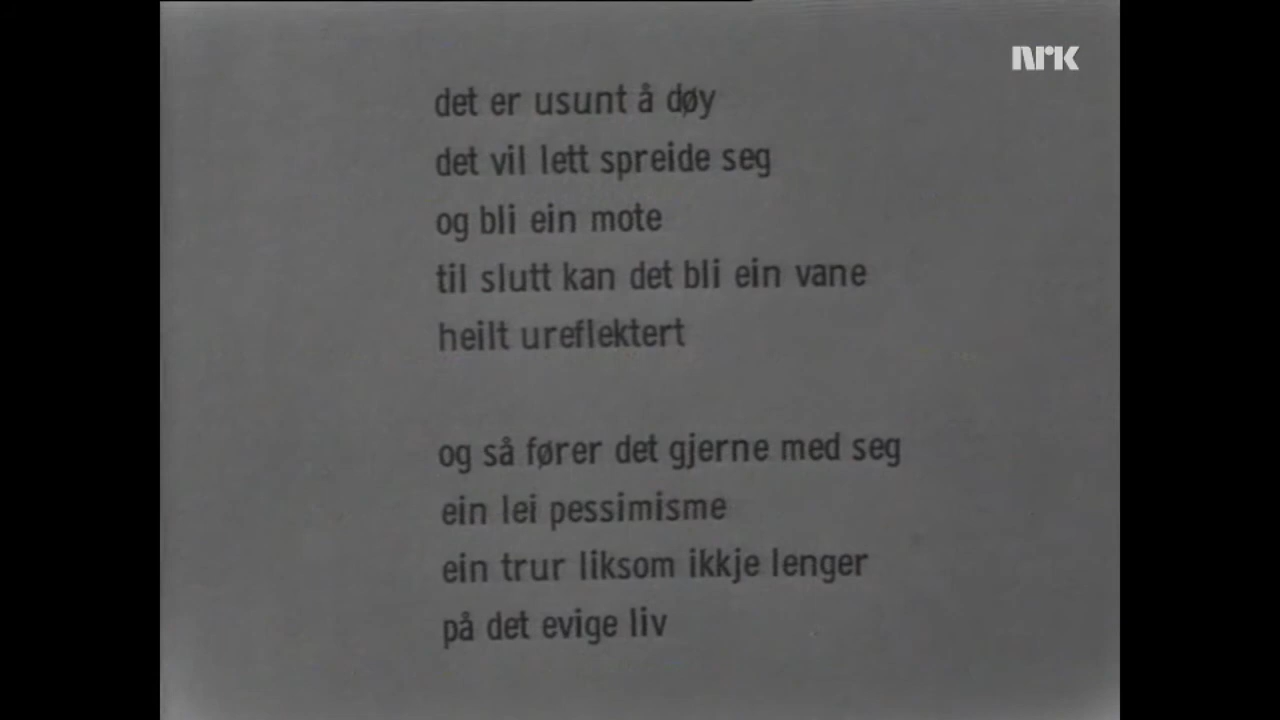 NRK
det er usunt å døy
det vil lett spreide seg
og bli ein mote
til slutt kan det bli ein vane
heilt ureflektert
og så fører det gjerne med seg
ein lei pessimisme
ein trur liksom ikkje lenger
på det evige liv